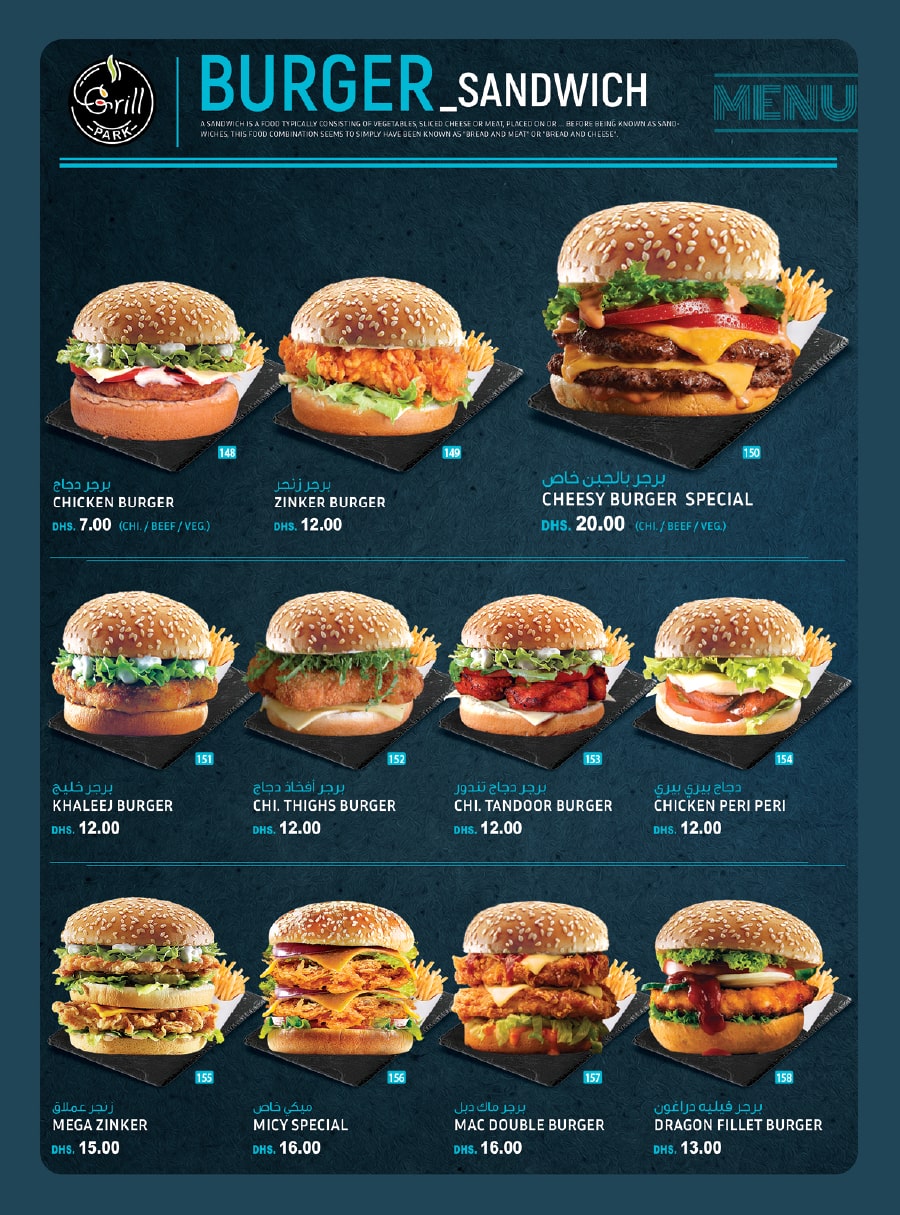 Grill
PARK
BURGER_SANDWICH
MENU
A SANDWICH IS A FOOD TYPICALLY CONSISTING OF VEGETABLES, SLICED CHEESE OR MEAT, PLACED ON OR ... BEFORE BEING KNOWN AS SAND-
WICHES, THIS FOOD COMBINATION SEEMS TO SIMPLY HAVE BEEN KNOWN AS "BREAD AND MEAT" OR "BREAD AND CHEESE".
148
برجر دجاج
CHICKEN BURGER
DHS. 7.00 (CHI. / BEEF / VEG.)
149
برجر زنجر
ZINKER BURGER
DHS. 12.00
150
برجر بالجبن خاص
CHEESY BURGER SPECIAL
DHS. 20.00 (CHI. / BEEF / VEG.)
151
برجر خليج
KHALEEJ BURGER
DHS. 12.00
152
برجر أفخاذ دجاج
CHI. THIGHS BURGER
DHS. 12.00
153
برجر دجاج تندور
CHI. TANDOOR BURGER
DHS. 12.00
154
دجاج بيري بيري
CHICKEN PERI PERI
DHS. 12.00
155
زنجر عملاق
MEGA ZINKER
DHS. 15.00
156
ميكي خاص
MICY SPECIAL
DHS. 16.00
157
برجر ماك دبل
MAC DOUBLE BURGER
DHS. 16.00
158
برجر فيليه دراغون
DRAGON FILLET BURGER
DHS. 13.00